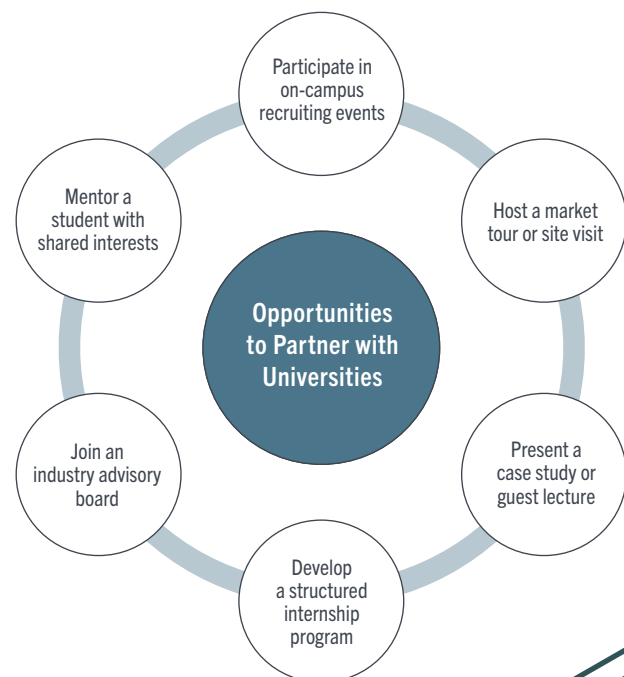 Participate in
on-campus
recruiting events
Mentor a
student with
shared interests
Host a market
tour or site visit
Opportunities
to Partner with
Universities
Join an
industry advisory
board
Present a
case study or
guest lecture
Develop
a structured
internship
program